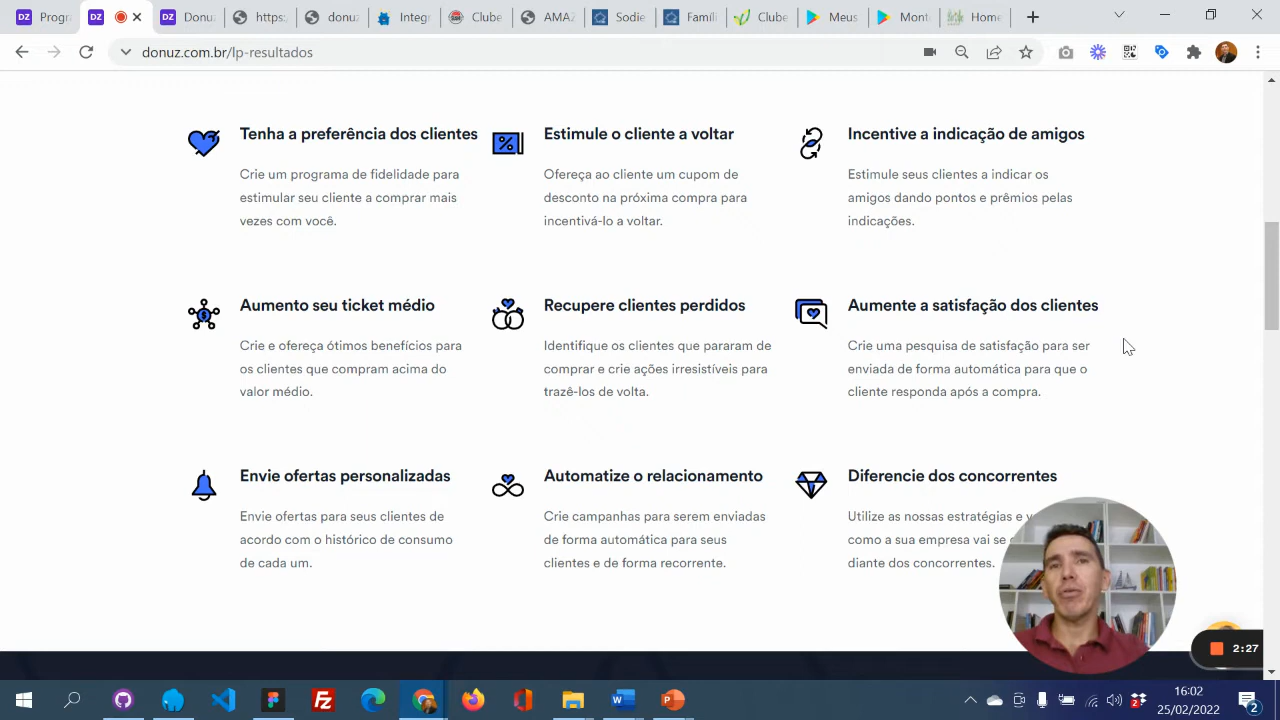 DZ Progr
DZ
DZ Donuz
https:
donuz
Integr
Clube
AMAZ
Sodie
Famíli
Clube
Meus
Mont
Home
donuz.com.br/lp-resultados
Tenha a preferência dos clientes
Crie um programa de fidelidade para
estimular seu cliente a comprar mais
vezes com você.
Estimule o cliente a voltar
Ofereça ao cliente um cupom de
desconto na próxima compra para
incentivá-lo a voltar.
Incentive a indicação de amigos
Estimule seus clientes a indicar os
amigos dando pontos e prêmios pelas
indicações.
Aumento seu ticket médio
Crie e ofereça ótimos benefícios para
os clientes que compram acima do
valor médio.
Recupere clientes perdidos
Identifique os clientes que pararam de
comprar e crie ações irresistíveis para
trazê-los de volta.
Aumente a satisfação dos clientes
Crie uma pesquisa de satisfação para ser
enviada de forma automática para que o
cliente responda após a compra.
Envie ofertas personalizadas
Envie ofertas para seus clientes de
acordo com o histórico de consumo
de cada um.
Automatize o relacionamento
Crie campanhas para serem enviadas
de forma automática para seus
clientes e de forma recorrente.
Diferencie dos concorrentes
Utilize as nossas estratégias e
como a sua empresa vai se
diante dos concorrentes.
2:27
16:02
25/02/2022